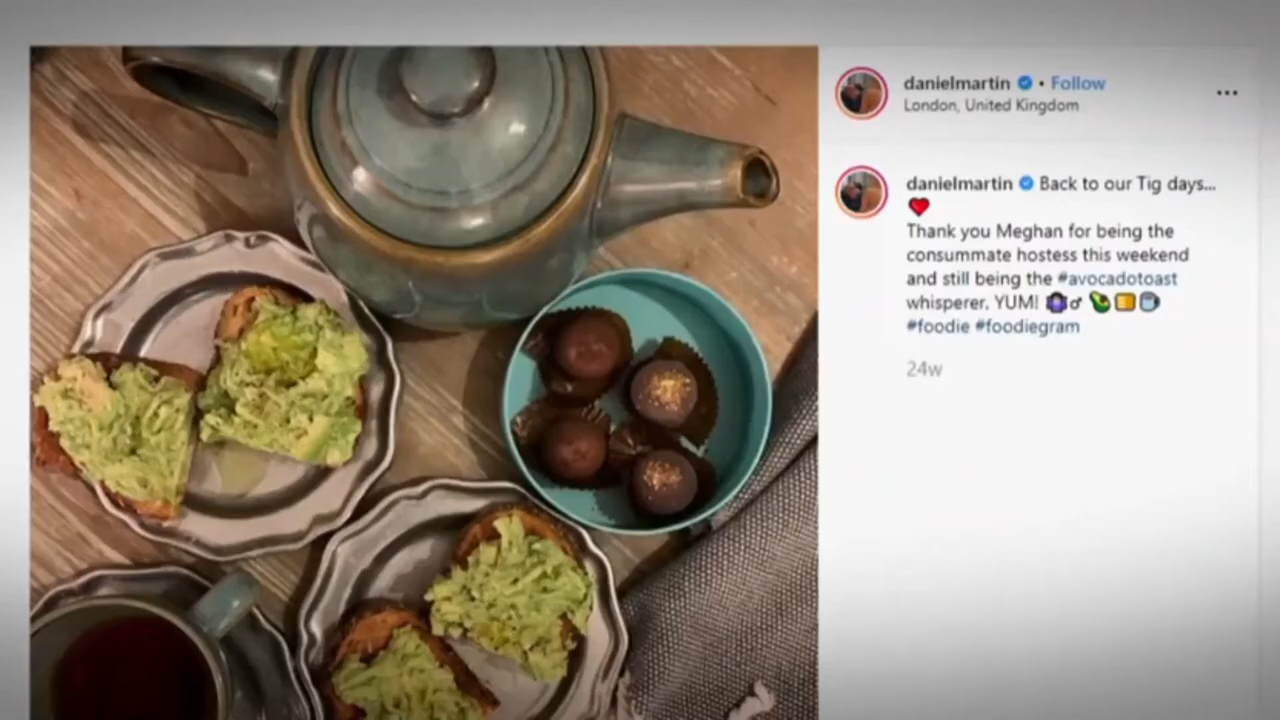 danielmartin • Follow
London, United Kingdom
danielmartin Back to our Tig days...
❤️
Thank you Meghan for being the
consummate hostess this weekend
and still being the #avocadotoast
whisperer. YUM! 🤷🏻‍♂ 🥑🍞☕
#foodie #foodiegram
24w